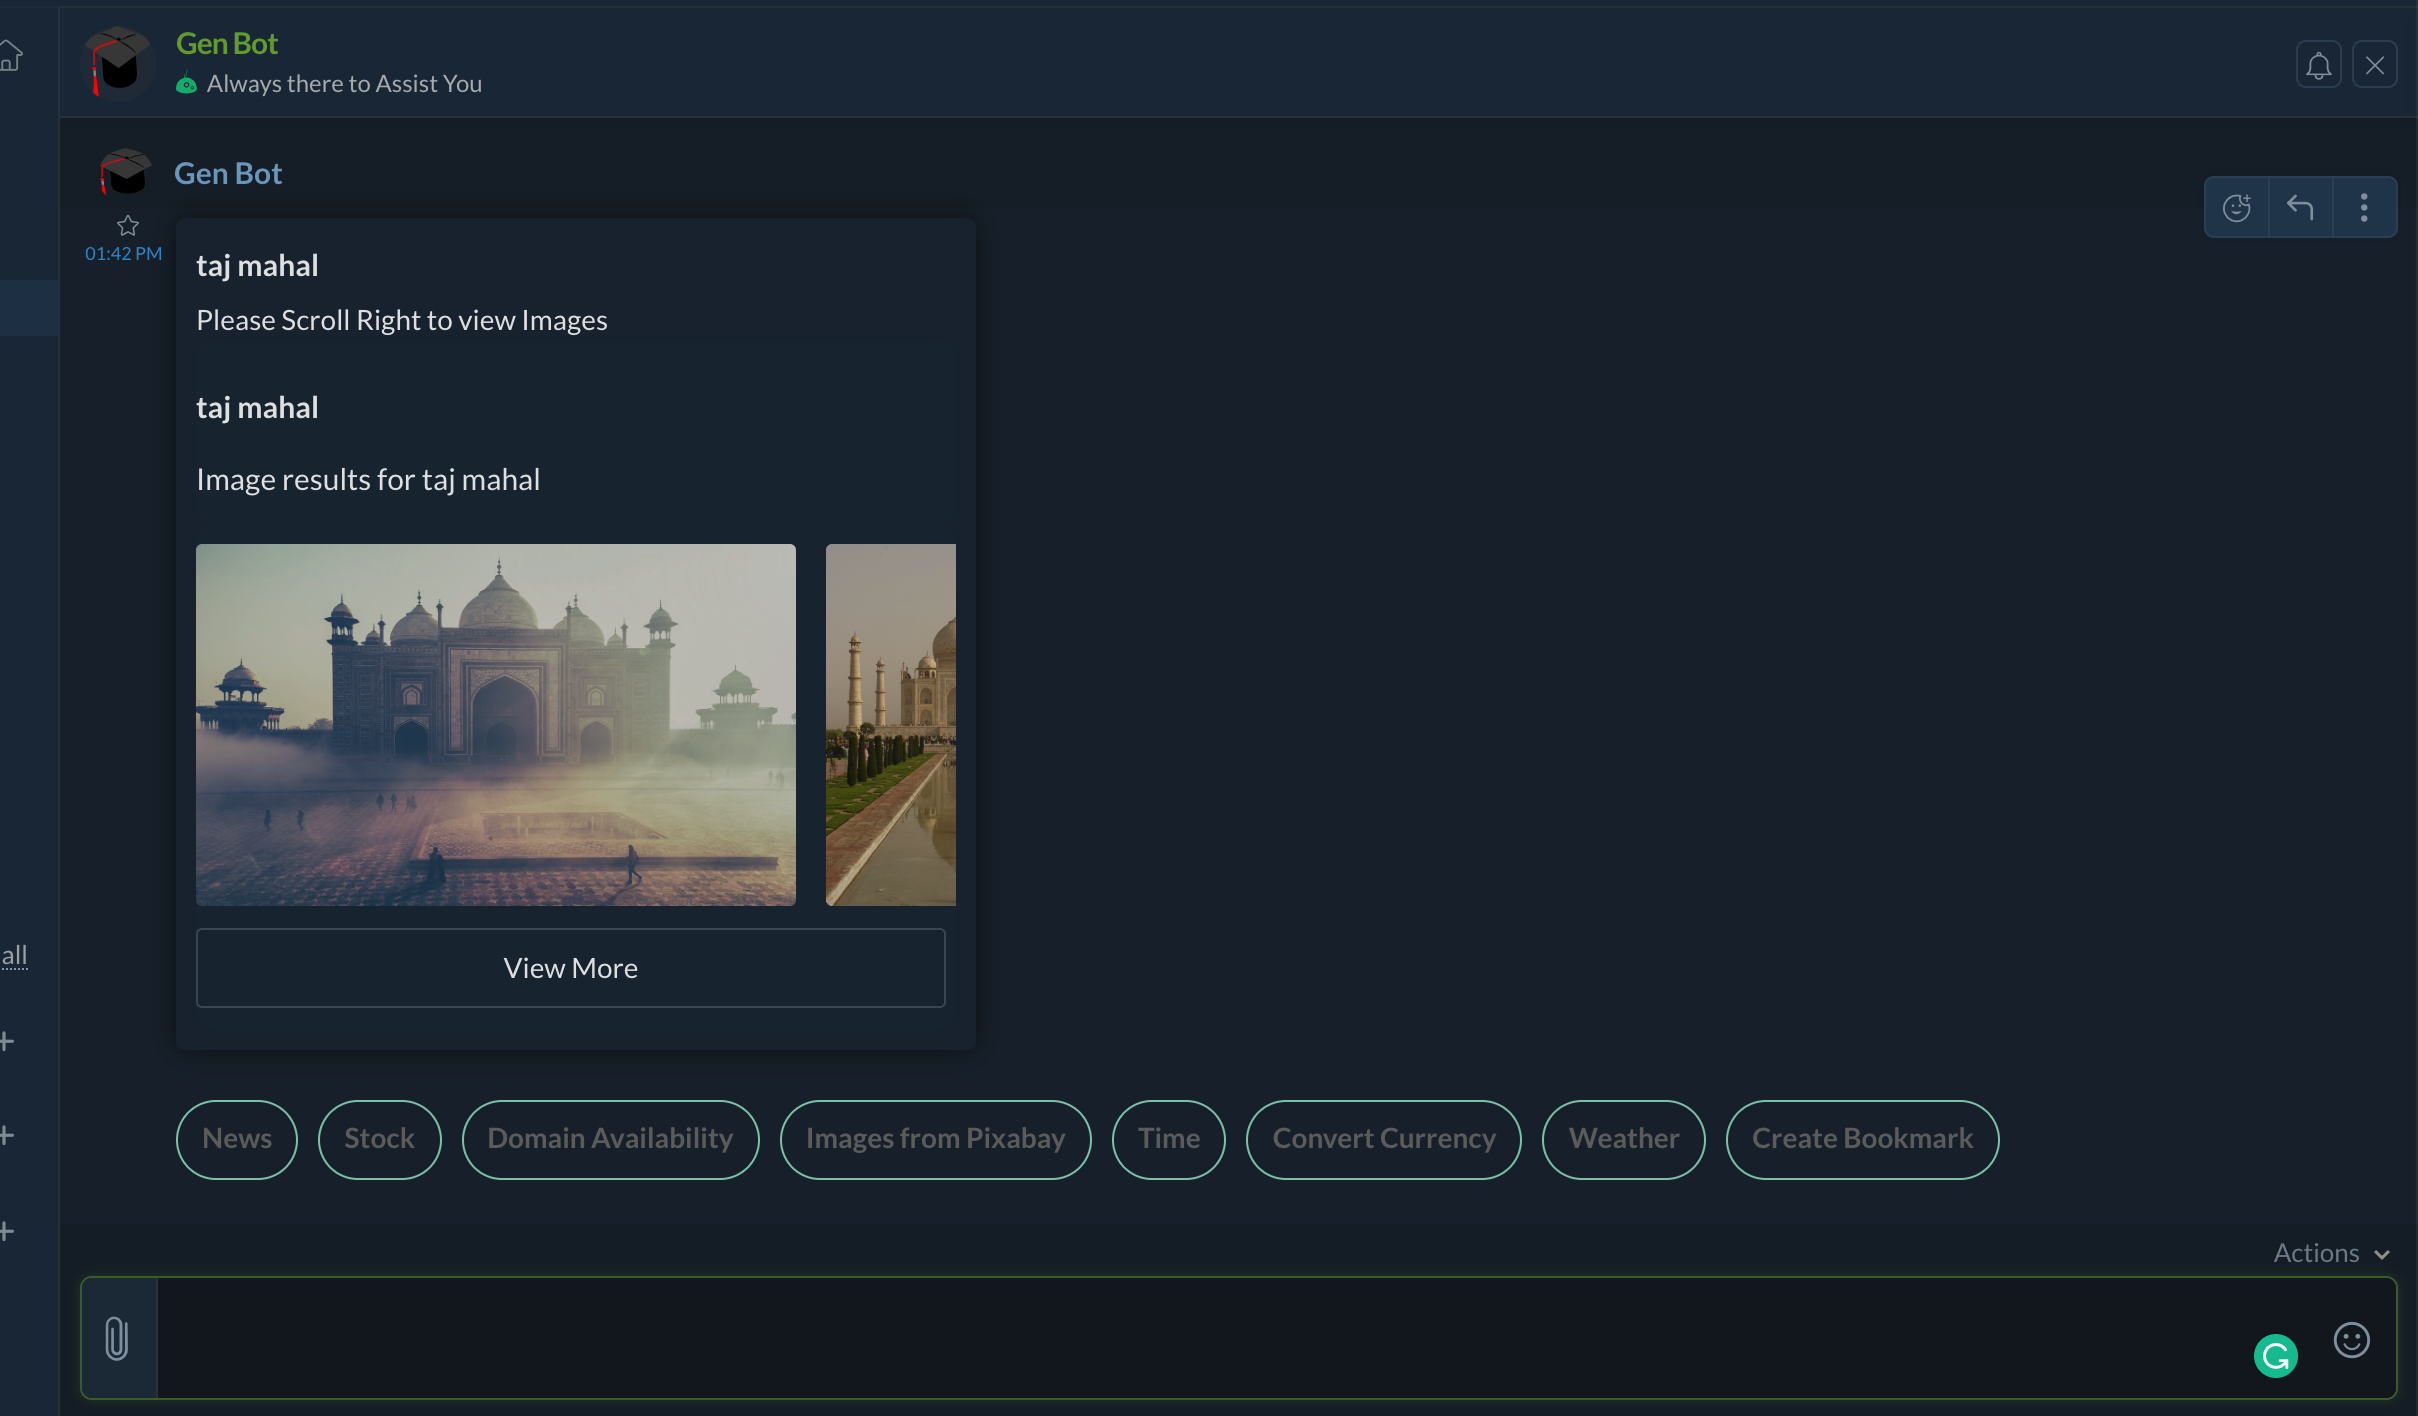 Gen Bot
Always there to Assist You
Gen Bot
01:42 PM
taj mahal
Please Scroll Right to view Images
taj mahal
Image results for taj mahal
View More
all
News
Stock
Domain Availability
Images from Pixabay
Time
Convert Currency
Weather
Create Bookmark
Actions